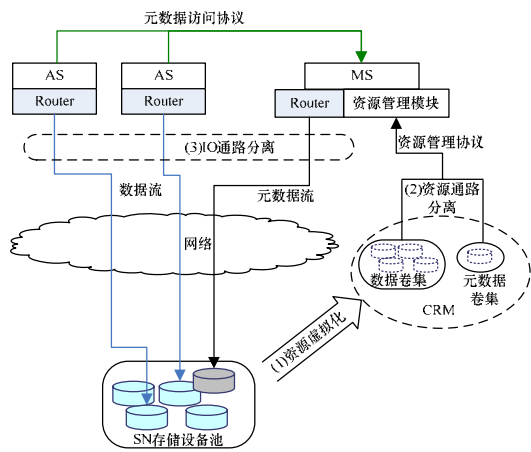 元数据访问协议
AS
AS
MS
Router
Router
Router
资源管理模块
(3)IO通路分离
资源管理协议
数据流
元数据流
(2)资源通路
分离
网络
数据卷集
元数据
卷集
CRM
(1)资源虚拟化
SN存储设备池